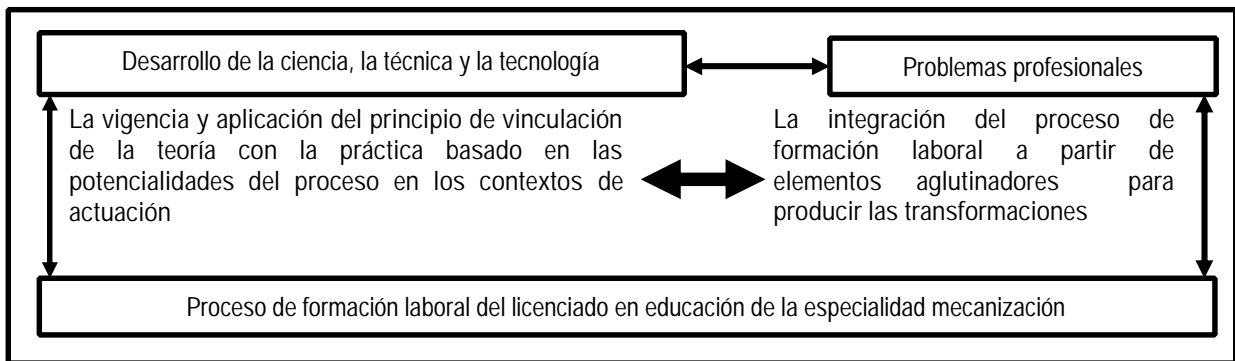 Desarrollo de la ciencia, la técnica y la tecnología
Problemas profesionales
La vigencia y aplicación del principio de vinculación
de la teoría con la práctica basado en las
potencialidades del proceso en los contextos de
actuación
La integración del proceso de
formación laboral a partir de
elementos aglutinadores para
producir las transformaciones
Proceso de formación laboral del licenciado en educación de la especialidad mecanización